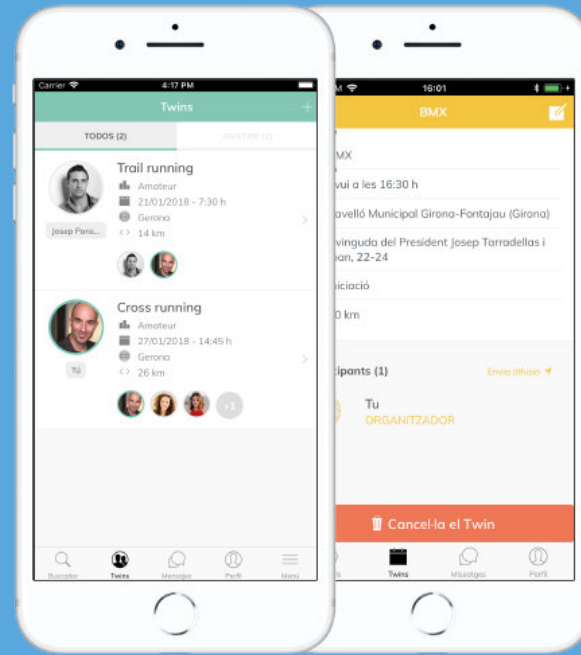 Carrier
4:17 PM
Twins
+
TODOS (2)
Trail running
Amateur
21/01/2018 - 7:30 h
Gerona
14 km
Josep Pons...
Cross running
Amateur
27/01/2018 - 14:45 h
Gerona
26 km
Tú
+1
Buscador
Twins
Mensajes
Perfil
Menú
16:01
BMX
MX
vui a les 16:30 h
avelló Municipal Girona-Fontajau (Girona)
vinguda del President Josep Tarradellas i
oan, 22-24
niciació
0 km
ipants (1)
Envia difusió
Tu
ORGANITZADOR
Cancel·la el Twin
Twins
Missatges
Perfil